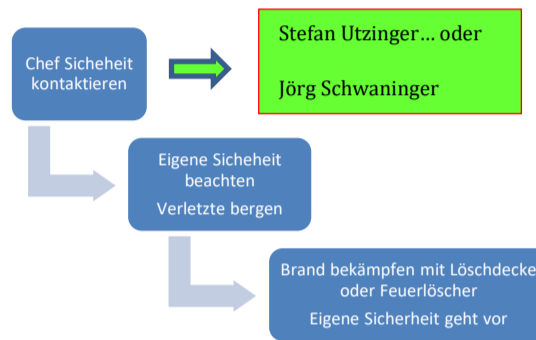 Chef Sicheheit
kontaktieren
Stefan Utzinger... oder
Jörg Schwaninger
Eigene Sicheheit
beachten
Verletzte bergen
Brand bekämpfen mit Löschdecke
oder Feuerlöscher
Eigene Sicherheit geht vor